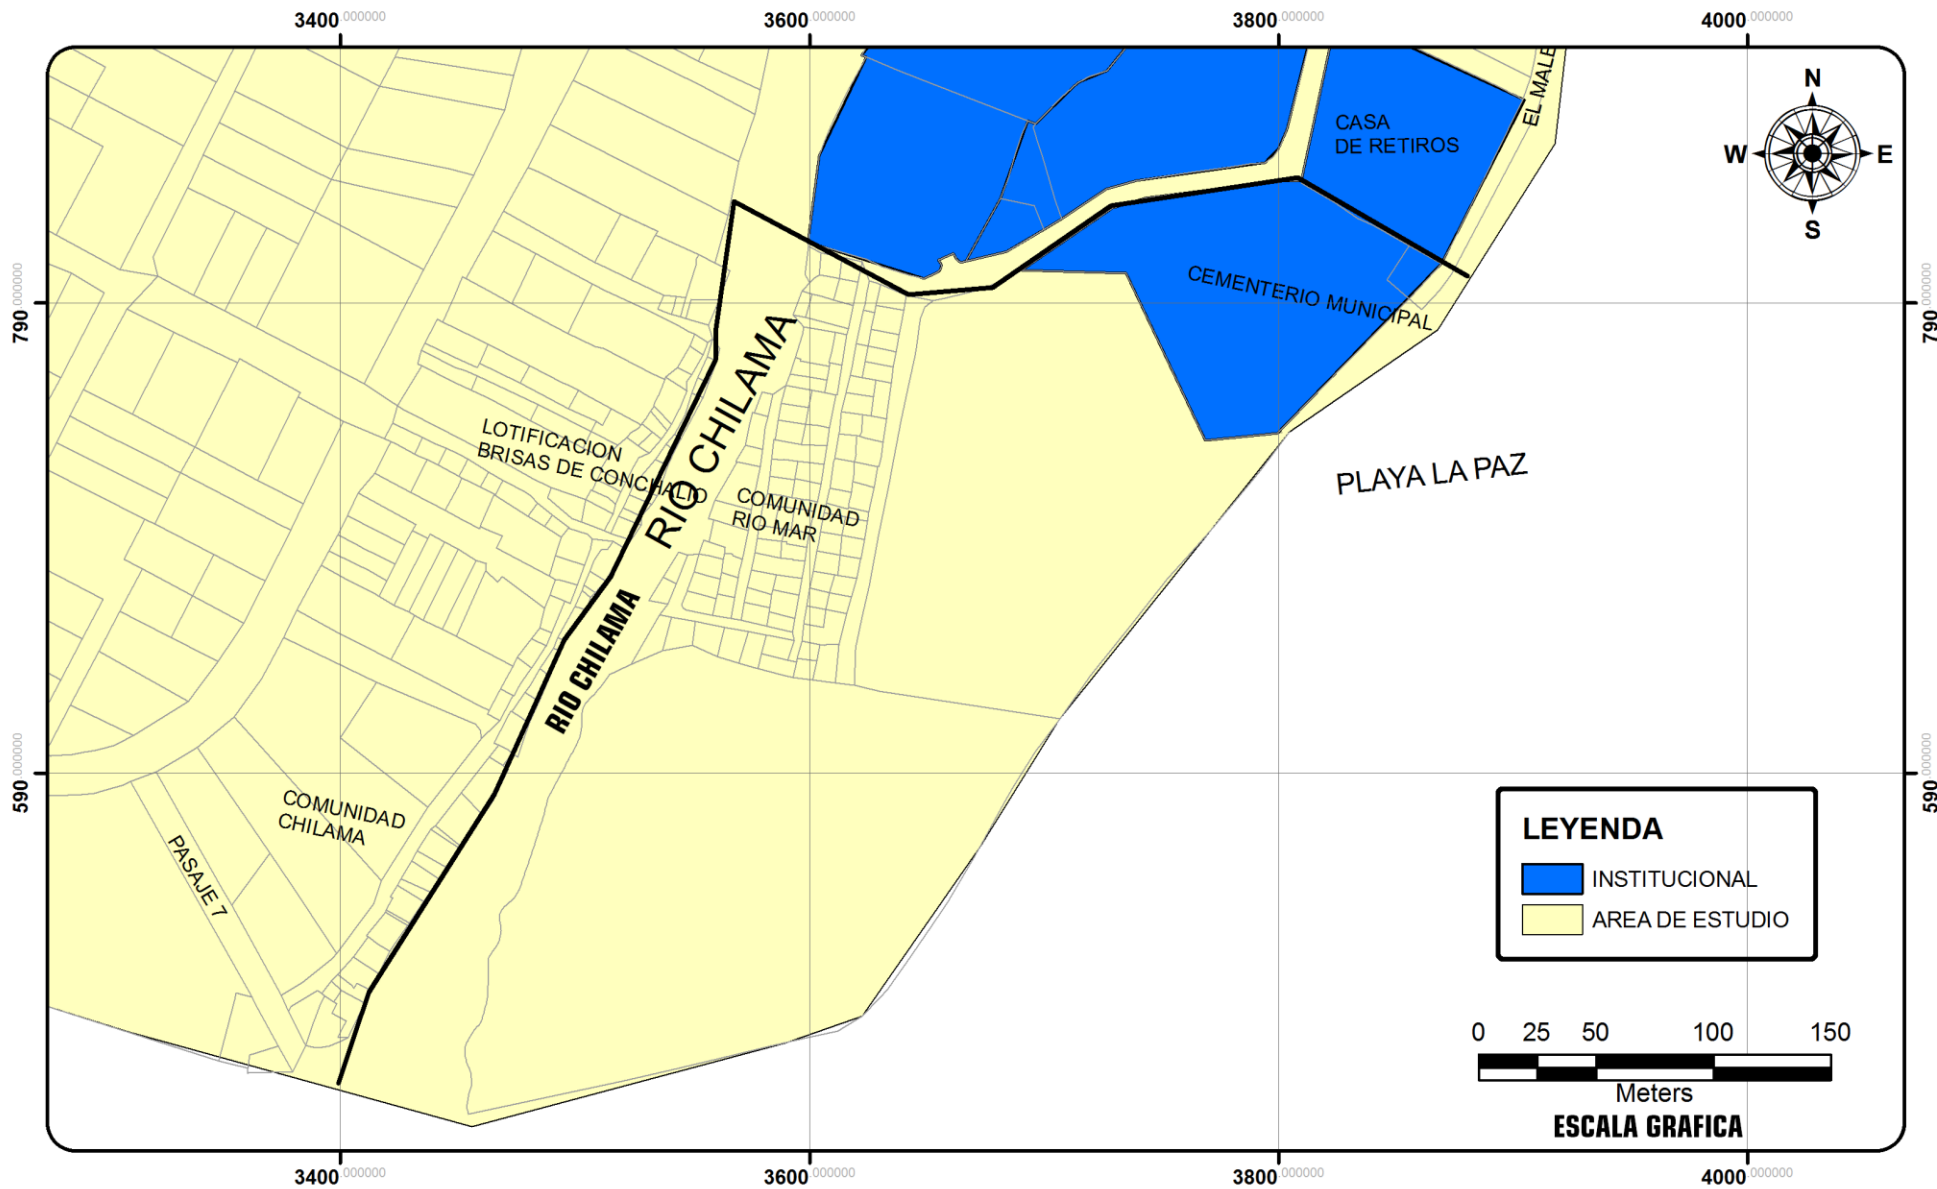 3400.000000 3600.000000 3800.000000 4000.000000
EL MALE
N
W E
S
CASA
DE RETIROS
CEMENTERIO MUNICIPAL
790.000000 790.000000
RIO CHILAMA
LOTIFICACION
BRISAS DE CONCHALIO
COMUNIDAD
RIO MAR
PLAYA LA PAZ
RIO CHILAMA
590.000000 590.000000
COMUNIDAD
CHILAMA
PASAJE 7
LEYENDA
INSTITUCIONAL
AREA DE ESTUDIO
0 25 50 100 150
Meters
ESCALA GRAFICA
3400.000000 3600.000000 3800.000000 4000.000000